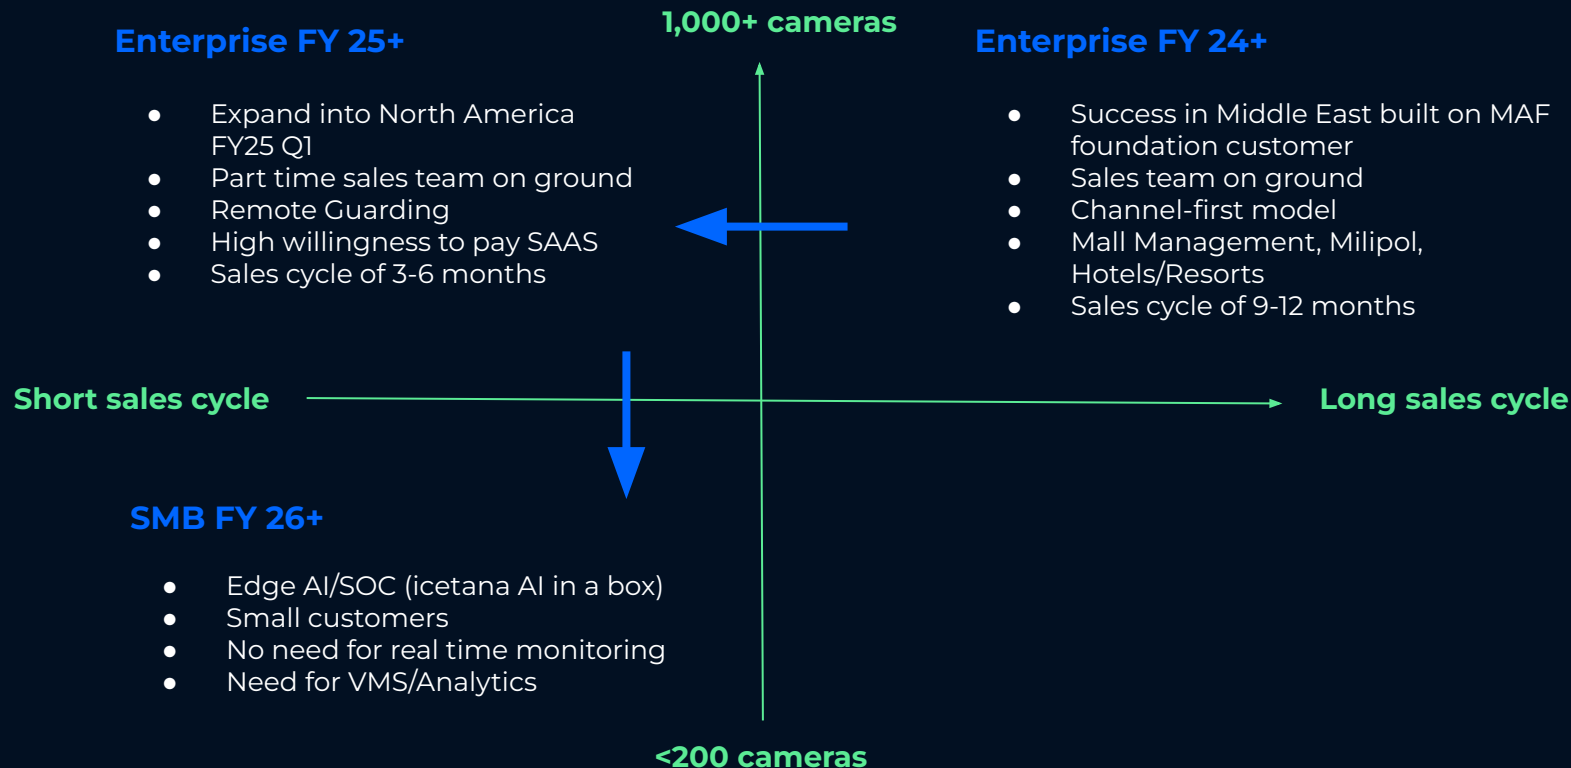 1,000+ cameras
Enterprise FY 25+
● Expand into North America
FY25 Q1
● Part time sales team on ground
● Remote Guarding
● High willingness to pay SAAS
● Sales cycle of 3-6 months
Enterprise FY 24+
● Success in Middle East built on MAF
foundation customer
● Sales team on ground
● Channel-first model
● Mall Management, Milipol,
Hotels/Resorts
● Sales cycle of 9-12 months
Short sales cycle
Long sales cycle
SMB FY 26+
● Edge AI/SOC (icetana AI in a box)
● Small customers
● No need for real time monitoring
● Need for VMS/Analytics
<200 cameras